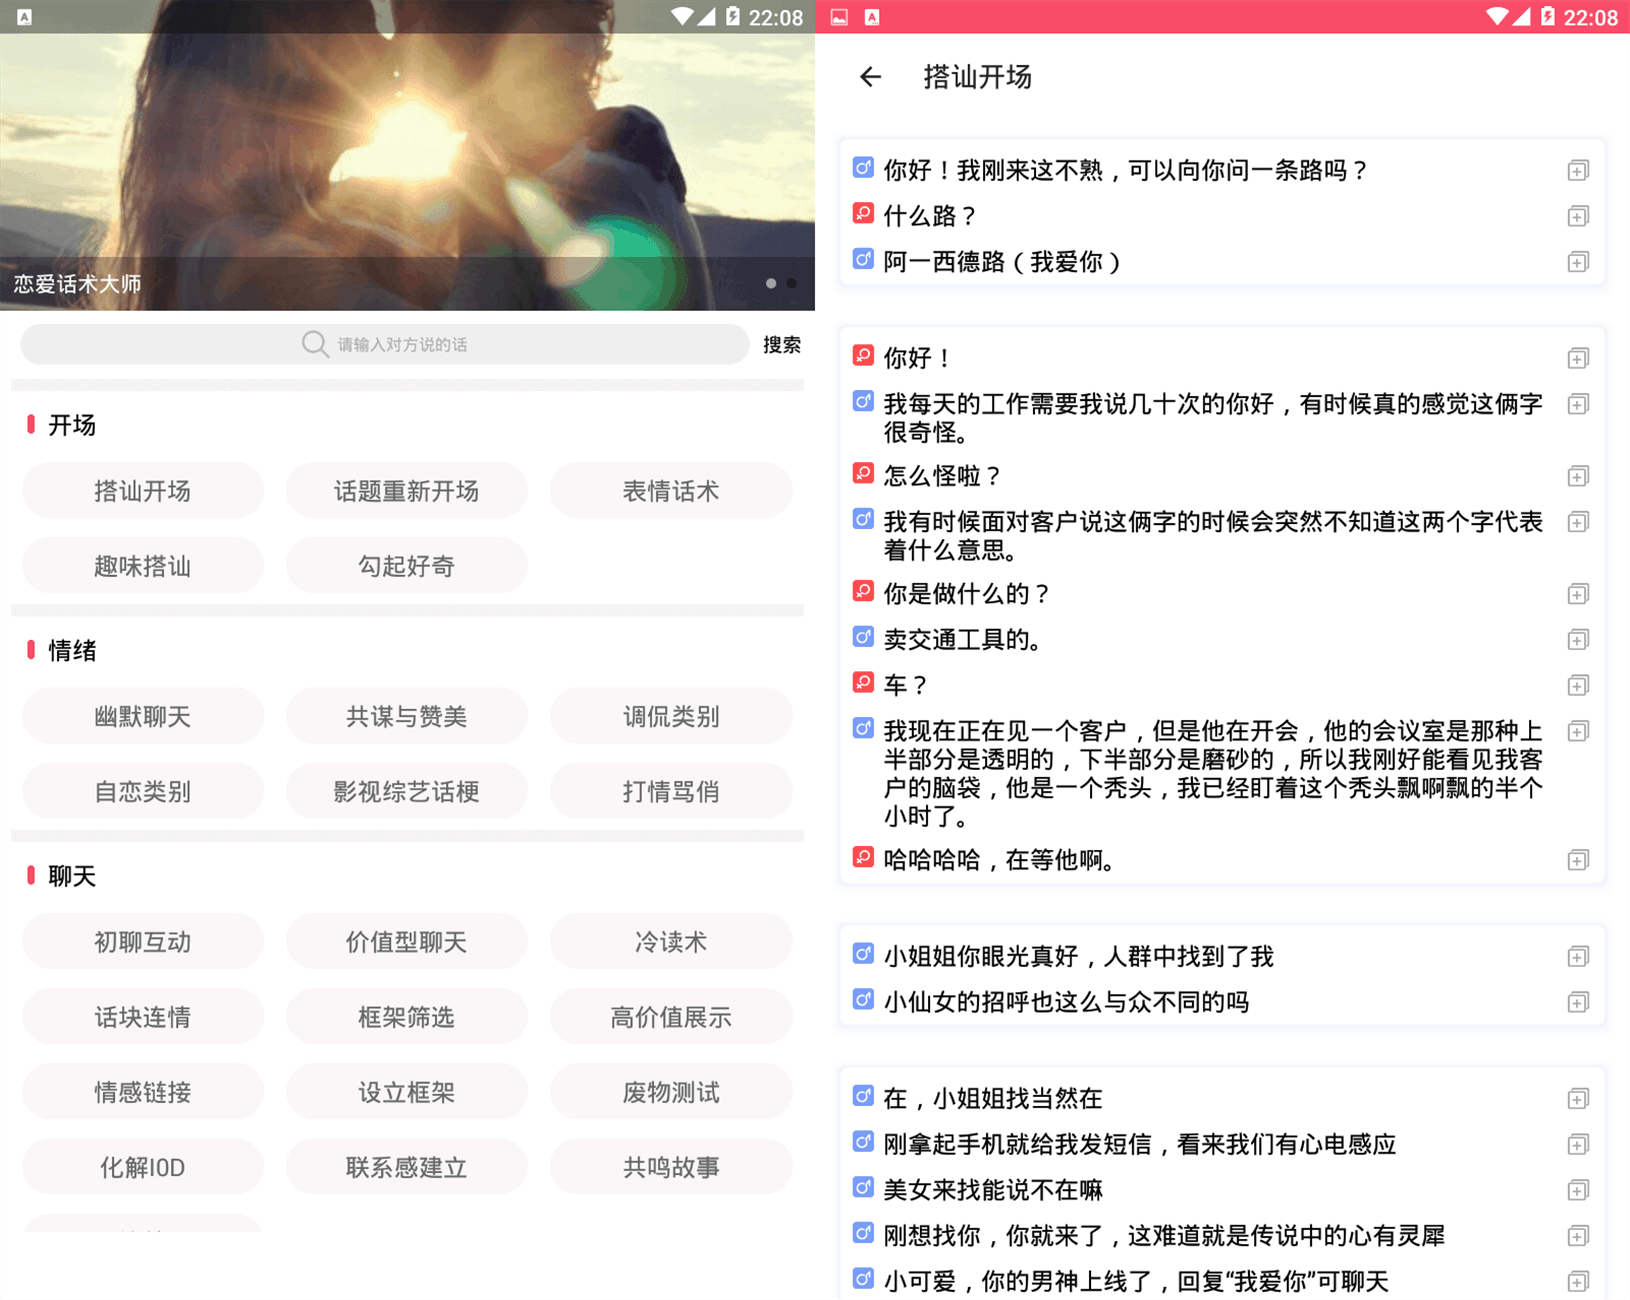 22:08
恋爱话术大师
请输入对方说的话
搜索
开场
搭讪开场
话题重新开场
表情话术
趣味搭讪
勾起好奇
情绪
幽默聊天
共谋与赞美
调侃类别
自恋类别
影视综艺话梗
打情骂俏
聊天
初聊互动
价值型聊天
冷读术
话块连情
框架筛选
高价值展示
情感链接
设立框架
废物测试
化解IOD
联系感建立
共鸣故事
22:08
搭讪开场
你好！我刚来这不熟，可以向你问一条路吗？
什么路？
阿一西德路（我爱你）
你好！
我每天的工作需要我说几十次的你好，有时候真的感觉这俩字
很奇怪。
怎么怪啦？
我有时候面对客户说这俩字的时候会突然不知道这两个字代表
着什么意思。
你是做什么的？
卖交通工具的。
车？
我现在正在见一个客户，但是他在开会，他的会议室是那种上
半部分是透明的，下半部分是磨砂的，所以我刚好能看见我客
户的脑袋，他是一个秃头，我已经盯着这个秃头飘啊飘的半个
小时了。
哈哈哈哈，在等他啊。
小姐姐你眼光真好，人群中找到了我
小仙女的招呼也这么与众不同的吗
在，小姐姐找当然在
刚拿起手机就给我发短信，看来我们有心电感应
美女来找能说不在嘛
刚想找你，你就来了，这难道就是传说中的心有灵犀
小可爱，你的男神上线了，回复“我爱你”可聊天